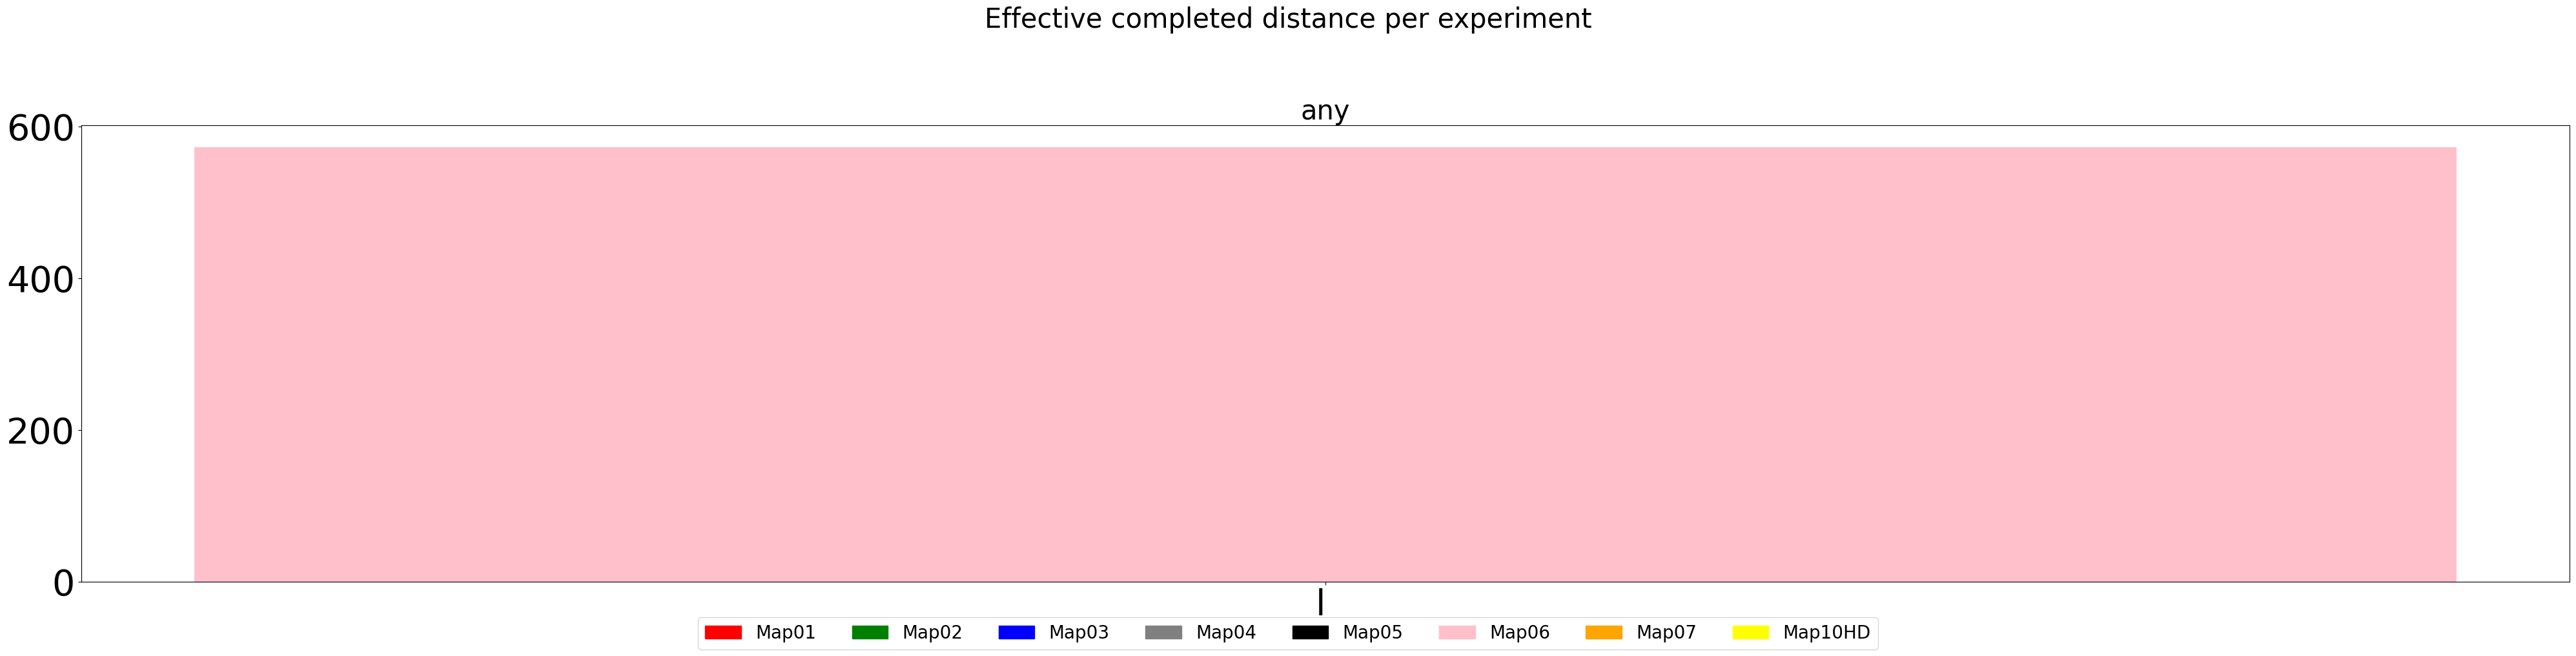 Effective completed distance per experiment
any
600
400
200
0
Map01 Map02 Map03 Map04 Map05 Map06 Map07 Map10HD